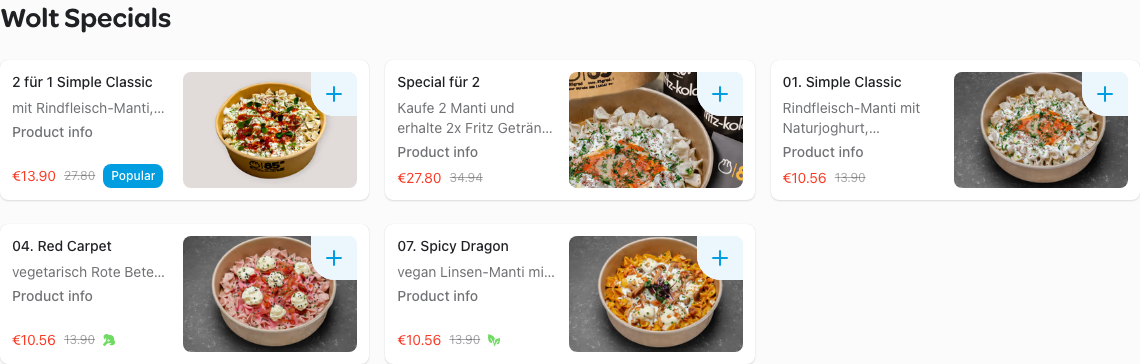 Wolt Specials
2 für 1 Simple Classic
mit Rindfleisch-Manti,...
Product info
€13.90 27.80 Popular
Special für 2
Kaufe 2 Manti und
erhalte 2x Fritz Geträn...
Product info
€27.80 34.94
01. Simple Classic
Rindfleisch-Manti mit
Naturjoghurt,...
Product info
€10.56 13.90
04. Red Carpet
vegetarisch Rote Bete...
Product info
€10.56 13.90
07. Spicy Dragon
vegan Linsen-Manti mi...
Product info
€10.56 13.90